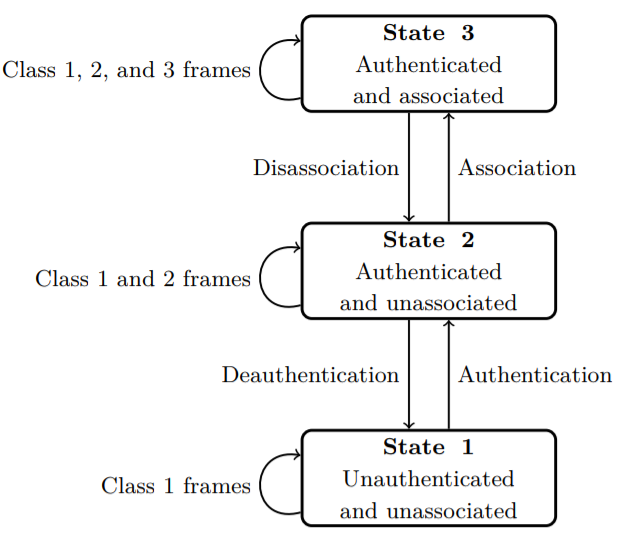 State 3
Authenticated
and associated
Class 1, 2, and 3 frames
Disassociation
Association
State 2
Authenticated
and unassociated
Class 1 and 2 frames
Deauthentication
Authentication
State 1
Unauthenticated
and unassociated
Class 1 frames